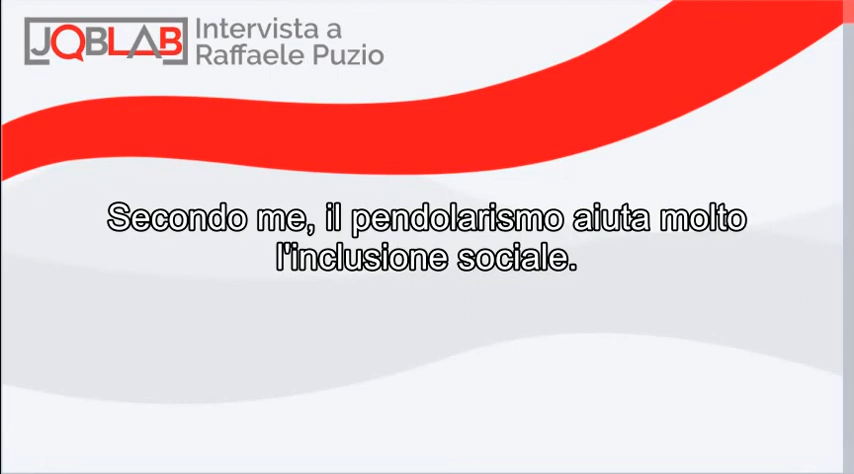 JOBLAB
Intervista a
Raffaele Puzio
Secondo me, il pendolarismo aiuta molto
l'inclusione sociale.